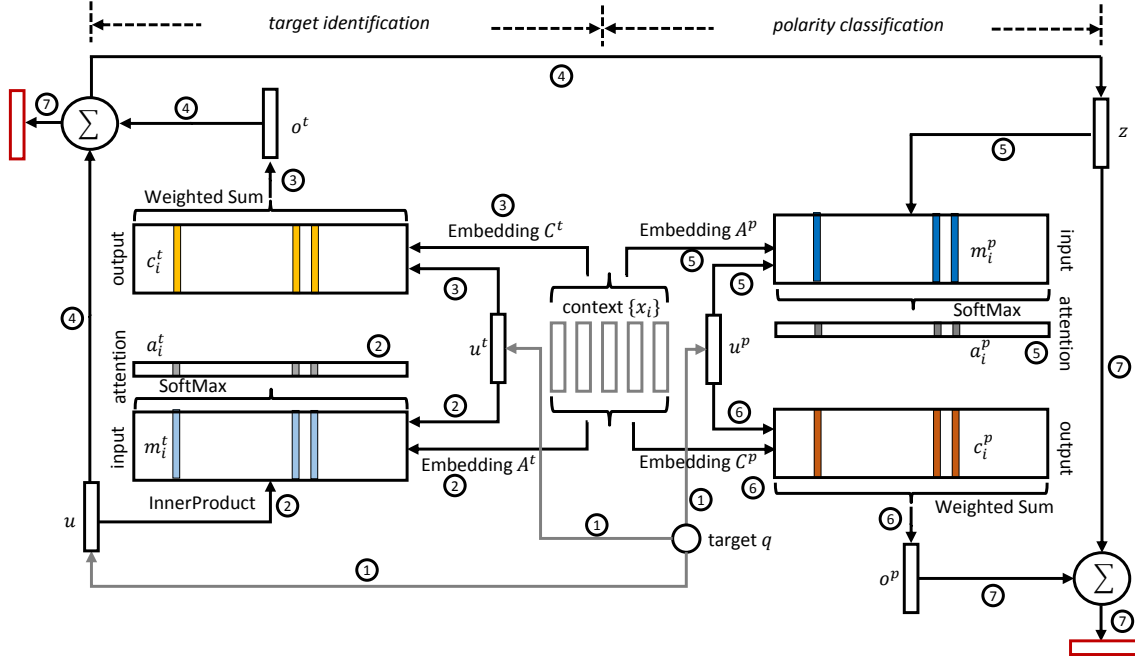 target identification
polarity classification
④
⑦
∑
④
o^t
z
⑤
③
Weighted Sum
③
Embedding C^t
Embedding A^p
⑤
output
c_i^t
③
context {x_i}
⑤
m_i^p
input
④
SoftMax
a_i^t
②
u^t
u^p
a_i^p
⑤
attention
attention
SoftMax
⑦
②
⑥
input
m_i^t
Embedding A^t
②
Embedding C^p
⑥
c_i^p
output
InnerProduct
②
①
Weighted Sum
u
①
target q
⑥
①
o^p
⑦
∑
⑦